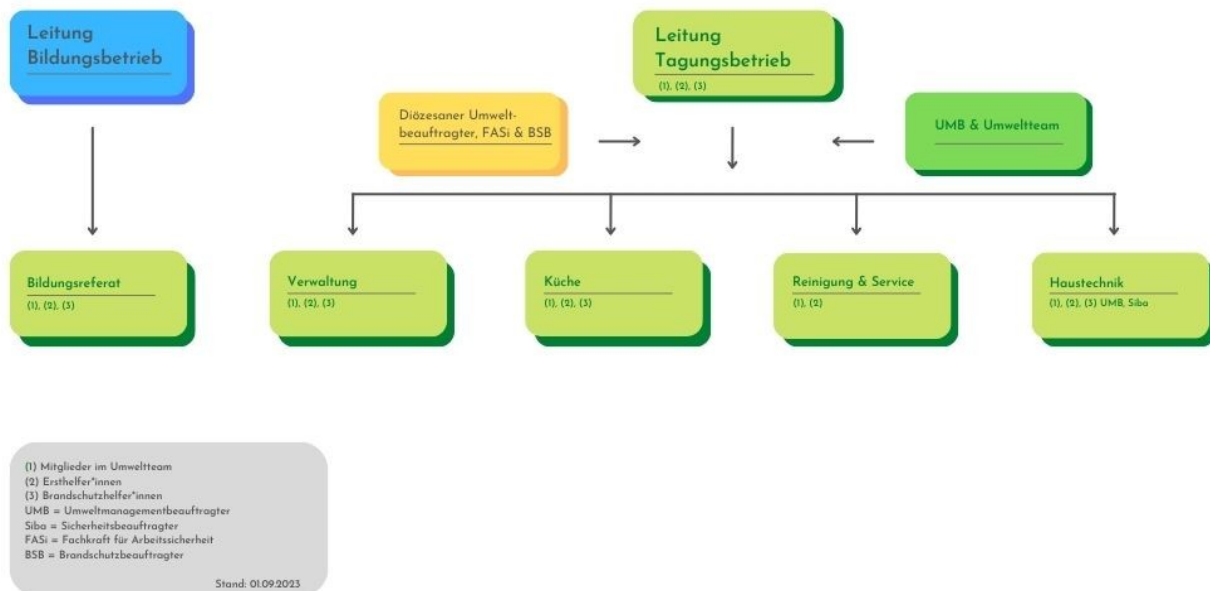 Leitung
Bildungsbetrieb
Leitung
Tagungsbetrieb
(1), (2), (3)
Diözesaner Umwelt-
beauftragter, FASi & BSB
UMB & Umweltteam
Bildungsreferat
(1), (2), (3)
Verwaltung
(1), (2), (3)
Küche
(1), (2), (3)
Reinigung & Service
(1), (2)
Haustechnik
(1), (2), (3) UMB, Siba
(1) Mitglieder im Umweltteam
(2) Ersthelfer*innen
(3) Brandschutzhelfer*innen
UMB = Umweltmanagementbeauftragter
Siba = Sicherheitsbeauftragter
FASi = Fachkraft für Arbeitssicherheit
BSB = Brandschutzbeauftragter
Stand: 01.09.2023